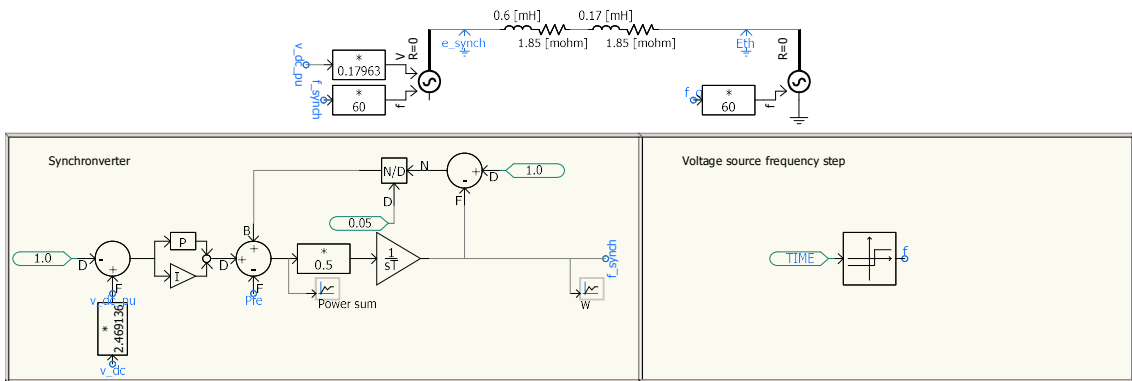 0.6 [mH]
0.17 [mH]
1.85 [mohm]
1.85 [mohm]
e_synch
Eth
R=0
R=0
v_dc_pu
*
0.17963
V
f_synch
*
60
f
*
60
f
Synchronverter
Voltage source frequency step
N/D
N
D
1.0
D
F
0.05
B
1.0
D
P
I
D
F
v_dc_pu
F
Pre
*
0.5
1
sT
Power sum
W
f_synch
*
2.469136
v_dc
TIME
f
+
-
+
+
-
+
-